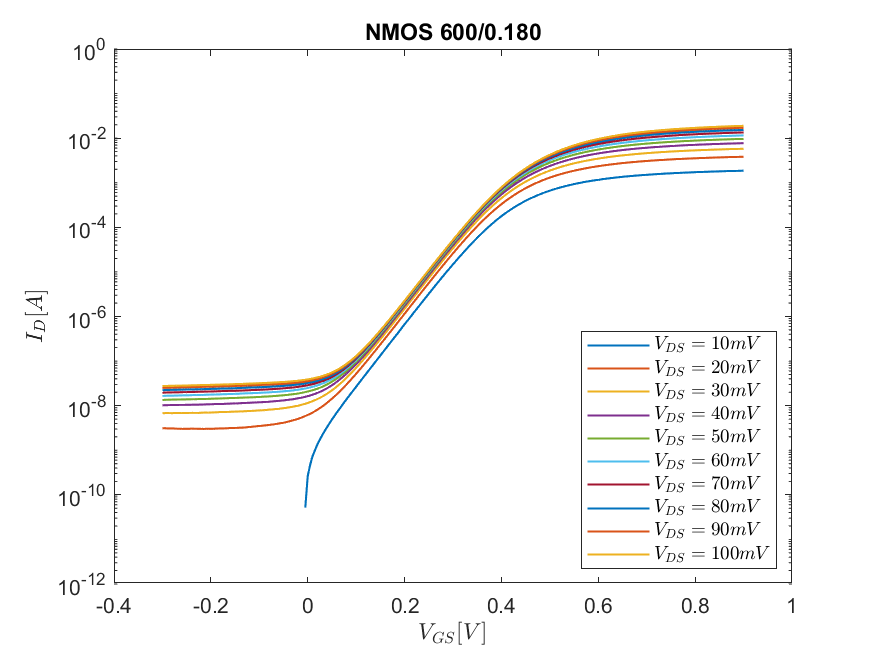 NMOS 600/0.180
10^0
10^-2
10^-4
10^-6
10^-8
10^-10
10^-12
I_D[A]
-0.4 -0.2 0 0.2 0.4 0.6 0.8 1
V_GS[V]
V_DS = 10mV
V_DS = 20mV
V_DS = 30mV
V_DS = 40mV
V_DS = 50mV
V_DS = 60mV
V_DS = 70mV
V_DS = 80mV
V_DS = 90mV
V_DS = 100mV